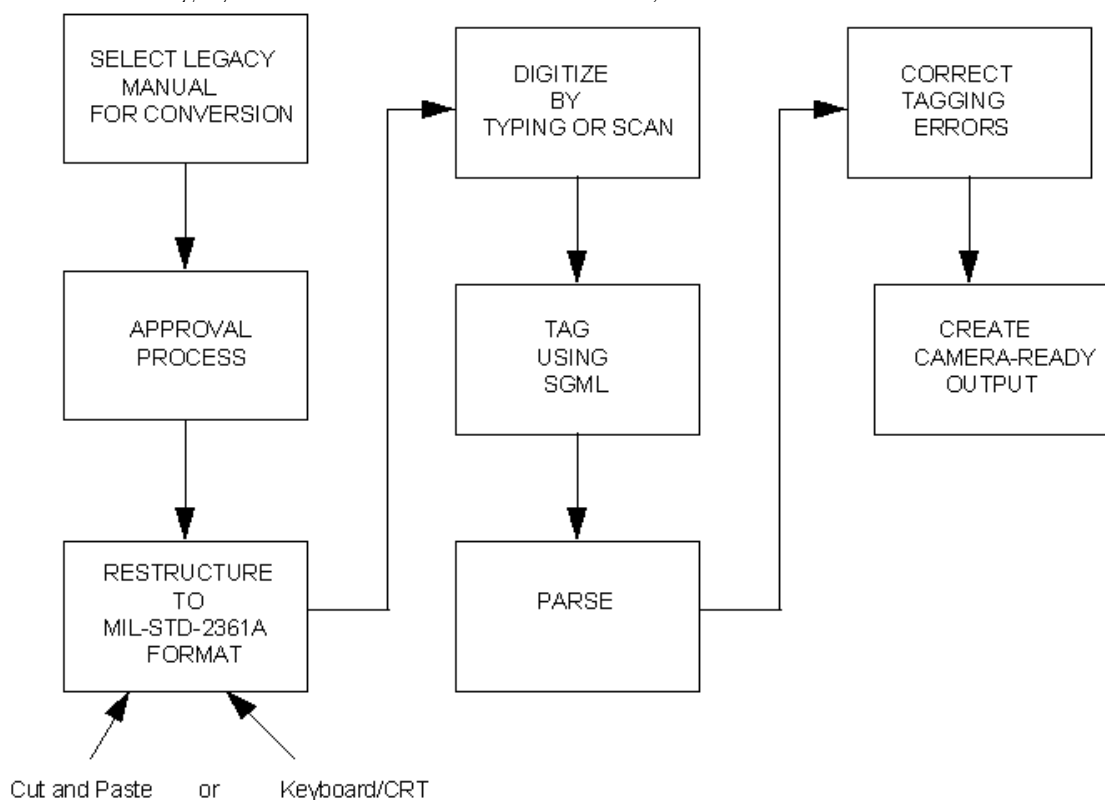 SELECT LEGACY
MANUAL
FOR CONVERSION
APPROVAL
PROCESS
RESTRUCTURE
TO
MIL-STD-2361A
FORMAT
Cut and Paste or Keyboard/CRT
DIGITIZE
BY
TYPING OR SCAN
TAG
USING
SGML
PARSE
CORRECT
TAGGING
ERRORS
CREATE
CAMERA-READY
OUTPUT